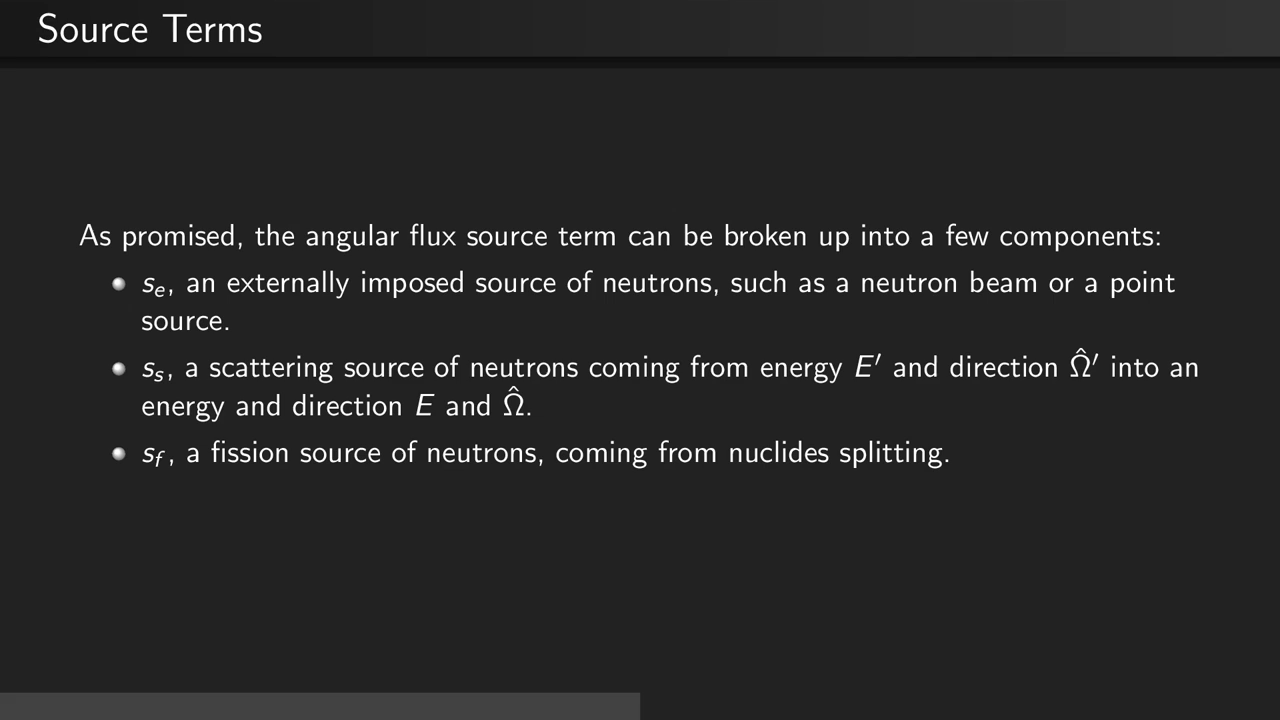 Source Terms
As promised, the angular flux source term can be broken up into a few components:
s_e, an externally imposed source of neutrons, such as a neutron beam or a point
source.
s_s, a scattering source of neutrons coming from energy E′ and direction Ω̂′ into an
energy and direction E and Ω̂.
s_f, a fission source of neutrons, coming from nuclides splitting.